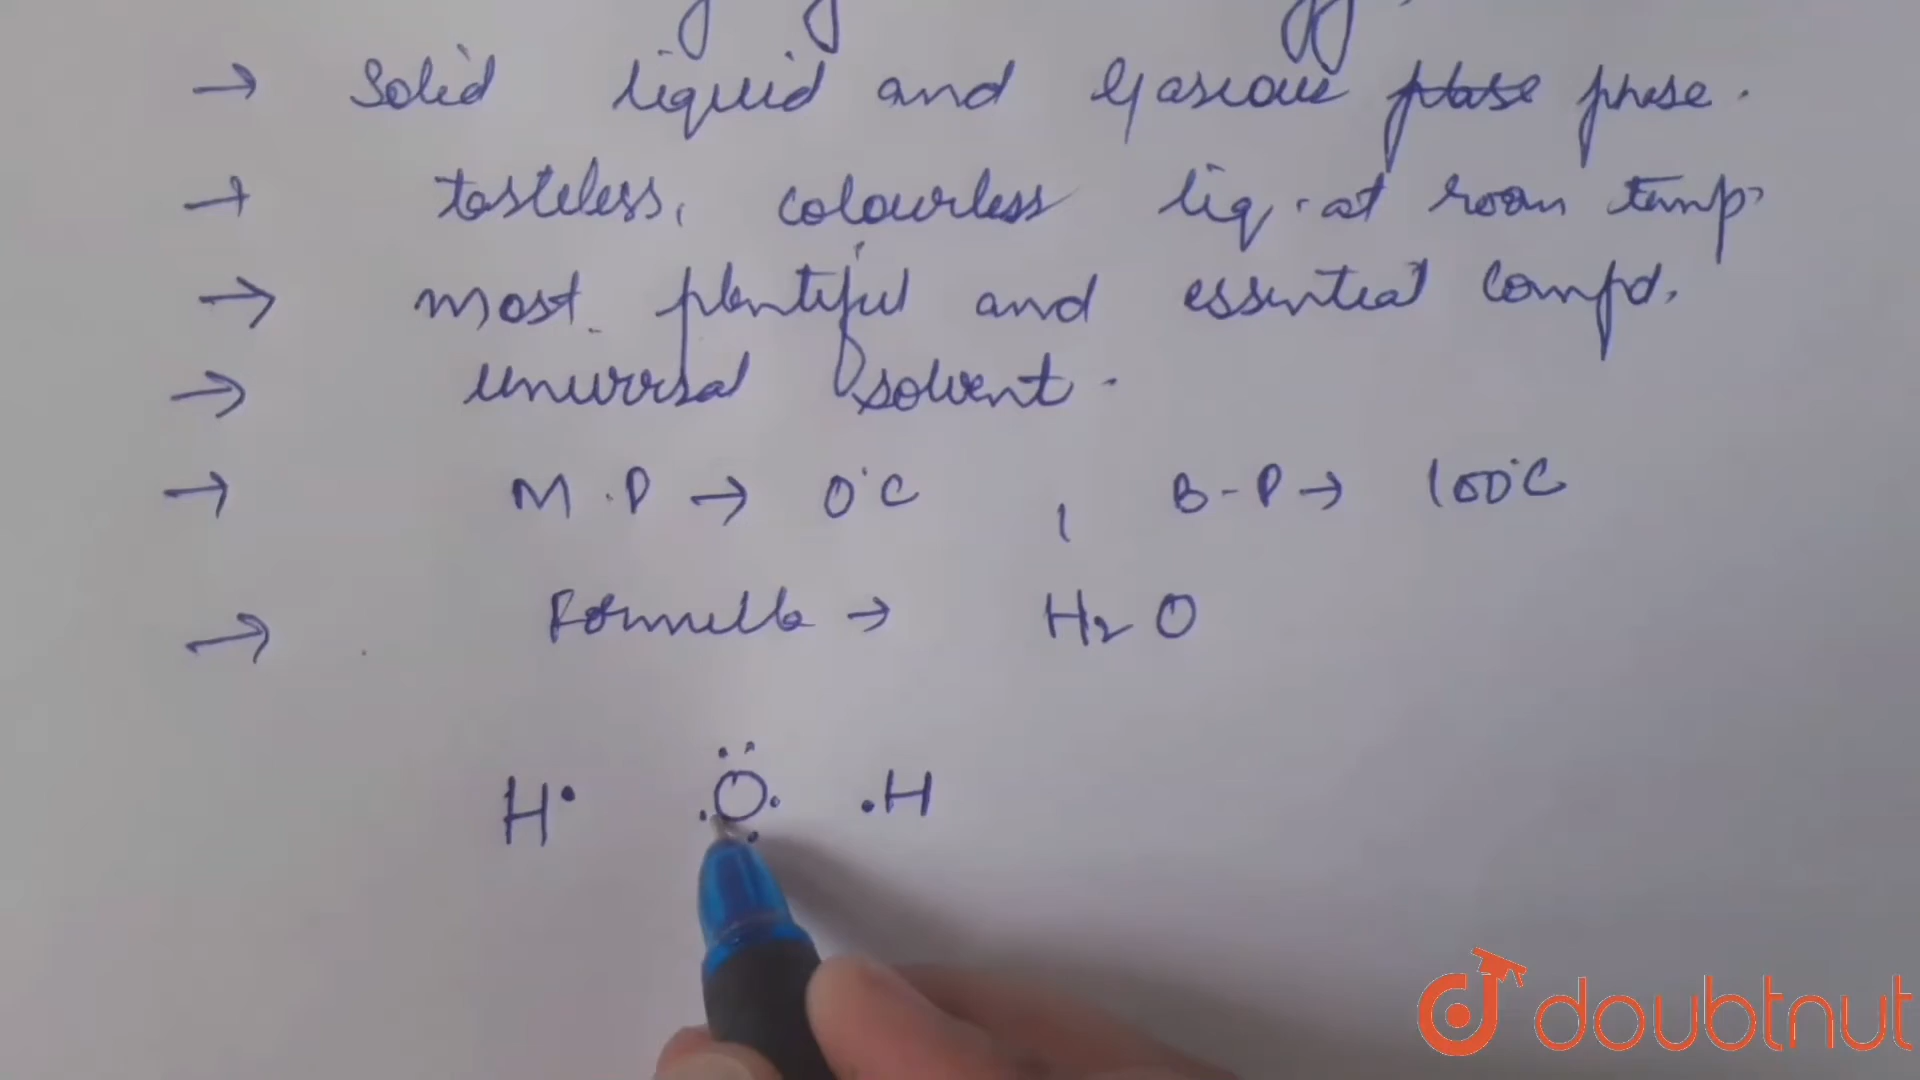 → Solid liquid and Gaseous phase phase.
→ tasteless, colourless liq. at room temp.
→ most plentiful and essential Compd.
→ universal solvent.
→ M.P → 0°C , B-P → 100°C
→ Formula → H2O
H· ·Ö· ·H
doubtnut